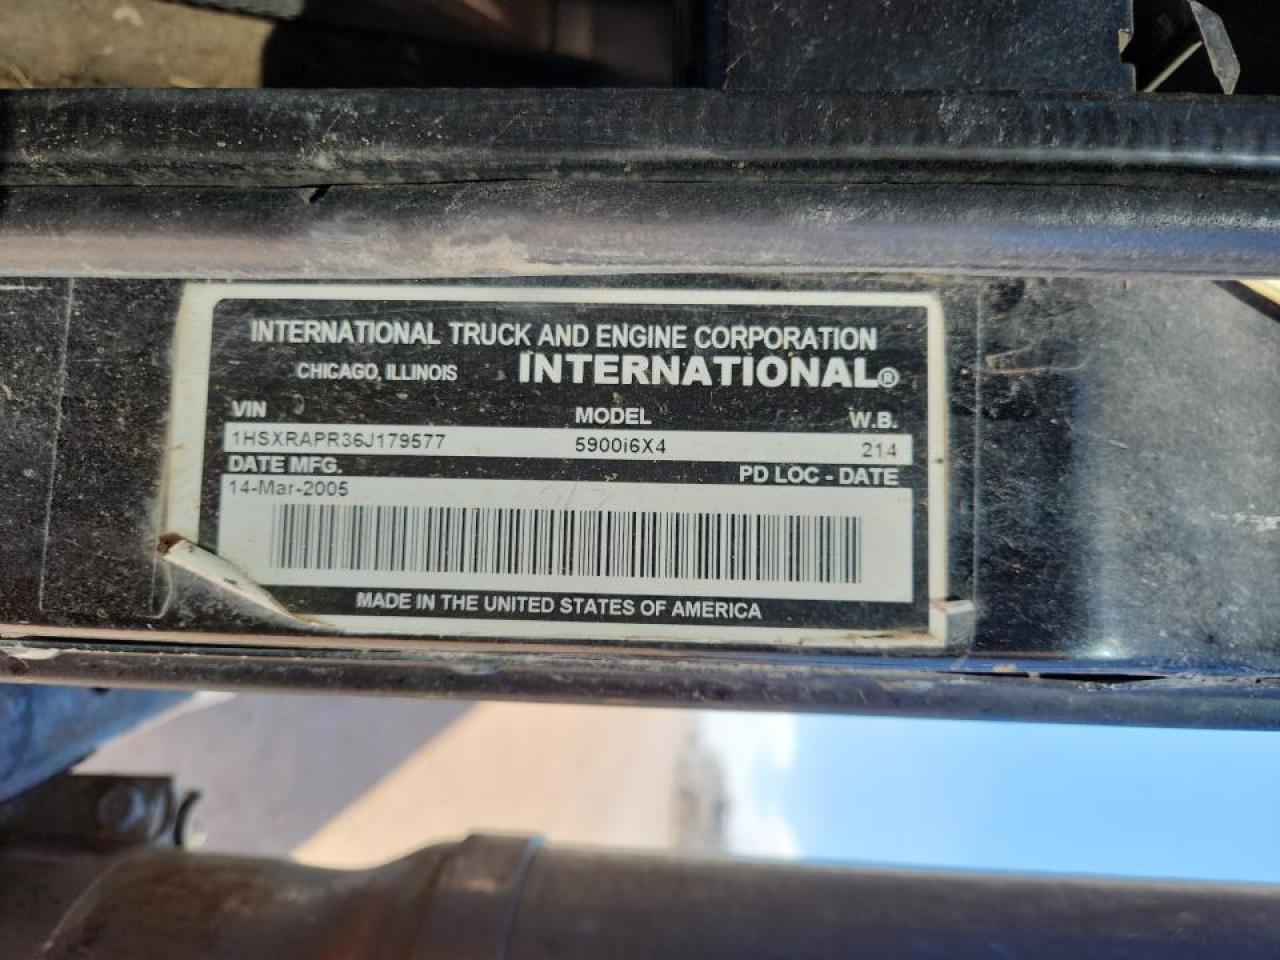 INTERNATIONAL TRUCK AND ENGINE CORPORATION
CHICAGO, ILLINOIS INTERNATIONAL®
VIN MODEL W.B.
1HSXRAPR36J179577 5900i6X4 214
DATE MFG. PD LOC - DATE
14-Mar-2005
MADE IN THE UNITED STATES OF AMERICA